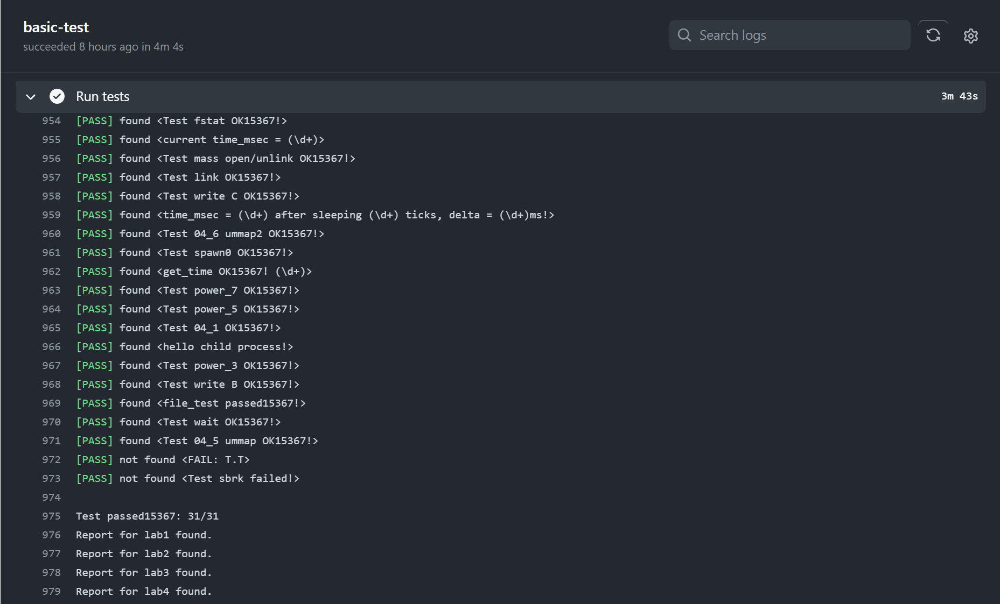 basic-test
succeeded 8 hours ago in 4m 4s
Search logs
Run tests
3m 43s
954 [PASS] found <Test fstat OK15367!>
955 [PASS] found <current time_msec = (\d+)>
956 [PASS] found <Test mass open/unlink OK15367!>
957 [PASS] found <Test link OK15367!>
958 [PASS] found <Test write C OK15367!>
959 [PASS] found <time_msec = (\d+) after sleeping (\d+) ticks, delta = (\d+)ms!>
960 [PASS] found <Test 04_6 ummap2 OK15367!>
961 [PASS] found <Test spawn0 OK15367!>
962 [PASS] found <get_time OK15367! (\d+)>
963 [PASS] found <Test power_7 OK15367!>
964 [PASS] found <Test power_5 OK15367!>
965 [PASS] found <Test 04_1 OK15367!>
966 [PASS] found <hello child process!>
967 [PASS] found <Test power_3 OK15367!>
968 [PASS] found <Test write B OK15367!>
969 [PASS] found <file_test passed15367!>
970 [PASS] found <Test wait OK15367!>
971 [PASS] found <Test 04_5 ummap OK15367!>
972 [PASS] not found <FAIL: T.T>
973 [PASS] not found <Test sbrk failed!>
974
975 Test passed15367: 31/31
976 Report for lab1 found.
977 Report for lab2 found.
978 Report for lab3 found.
979 Report for lab4 found.